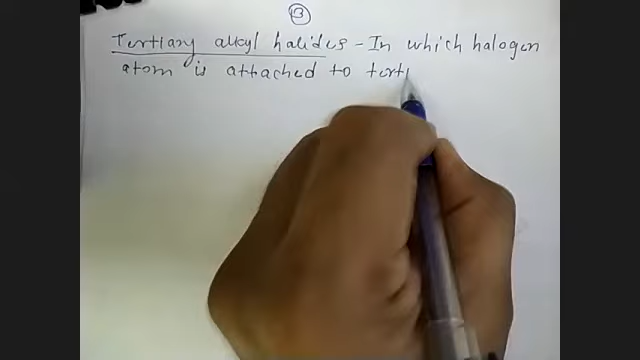 13
Tertiary alkyl halides - In which halogen
atom is attached to terti